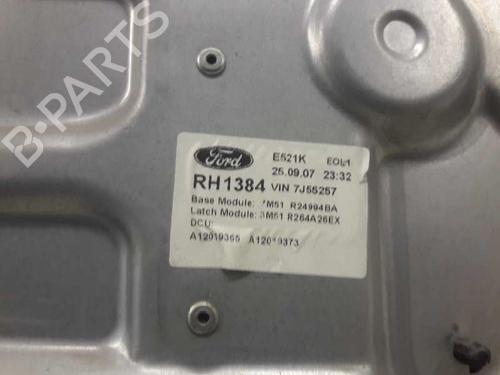 B-PARTS
Ford E521K EOL1
25.09.07 23:32
RH1384 VIN 7J55257
Base Module: R24994BA
Latch Module: 3M51 R264A26EX
DCU:
A12019365